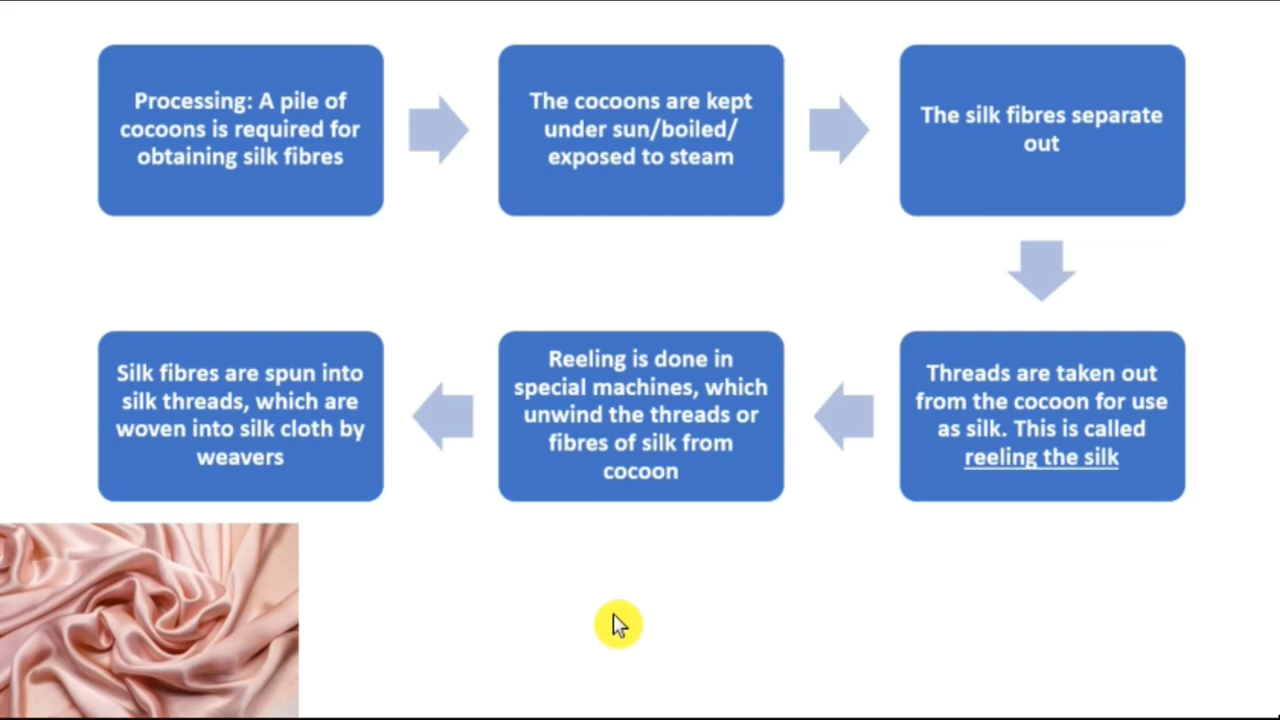 Processing: A pile of
cocoons is required for
obtaining silk fibres
The cocoons are kept
under sun/boiled/
exposed to steam
The silk fibres separate
out
Threads are taken out
from the cocoon for use
as silk. This is called
reeling the silk
Reeling is done in
special machines, which
unwind the threads or
fibres of silk from
cocoon
Silk fibres are spun into
silk threads, which are
woven into silk cloth by
weavers